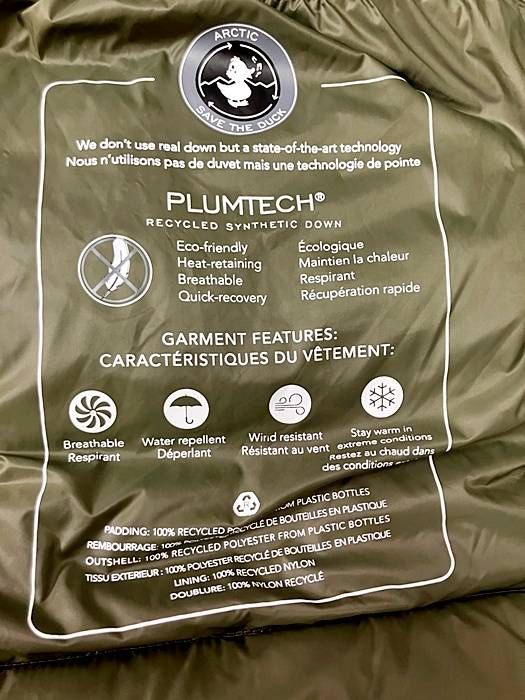 ARCTIC
SAVE THE DUCK
We don't use real down but a state-of-the-art technology
Nous n'utilisons pas de duvet mais une technologie de pointe
PLUMTECH®
RECYCLED SYNTHETIC DOWN
Eco-friendly
Heat-retaining
Breathable
Quick-recovery
Écologique
Maintien la chaleur
Respirant
Récupération rapide
GARMENT FEATURES:
CARACTÉRISTIQUES DU VÊTEMENT:
Breathable
Respirant
Water repellent
Déperlant
Wind resistant
Résistant au vent
Stay warm in
extreme conditions
Restez au chaud dans
des conditions
R
PADDING: 100% RECYCLED PLASTIC BOTTLES
REMBOURRAGE: 100% DE BOUTEILLES EN PLASTIQUE
OUTSHELL: 100% RECYCLED POLYESTER FROM PLASTIC BOTTLES
TISSU EXTERIEUR : 100% POLYESTER RECYCLÉ DE BOUTEILLES EN PLASTIQUE
LINING: 100% RECYCLED NYLON
DOUBLURE: 100% NYLON RECYCLÉ